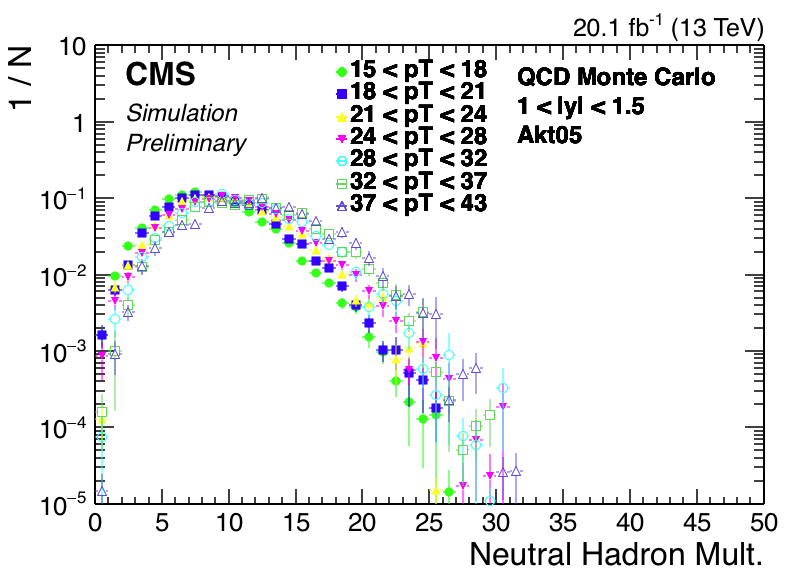 20.1 fb⁻¹ (13 TeV)
1 / N
CMS
Simulation
Preliminary
15 < pT < 18
18 < pT < 21
21 < pT < 24
24 < pT < 28
28 < pT < 32
32 < pT < 37
37 < pT < 43
QCD Monte Carlo
1 < lyl < 1.5
Akt05
10
1
10⁻¹
10⁻²
10⁻³
10⁻⁴
10⁻⁵
0 5 10 15 20 25 30 35 40 45 50
Neutral Hadron Mult.